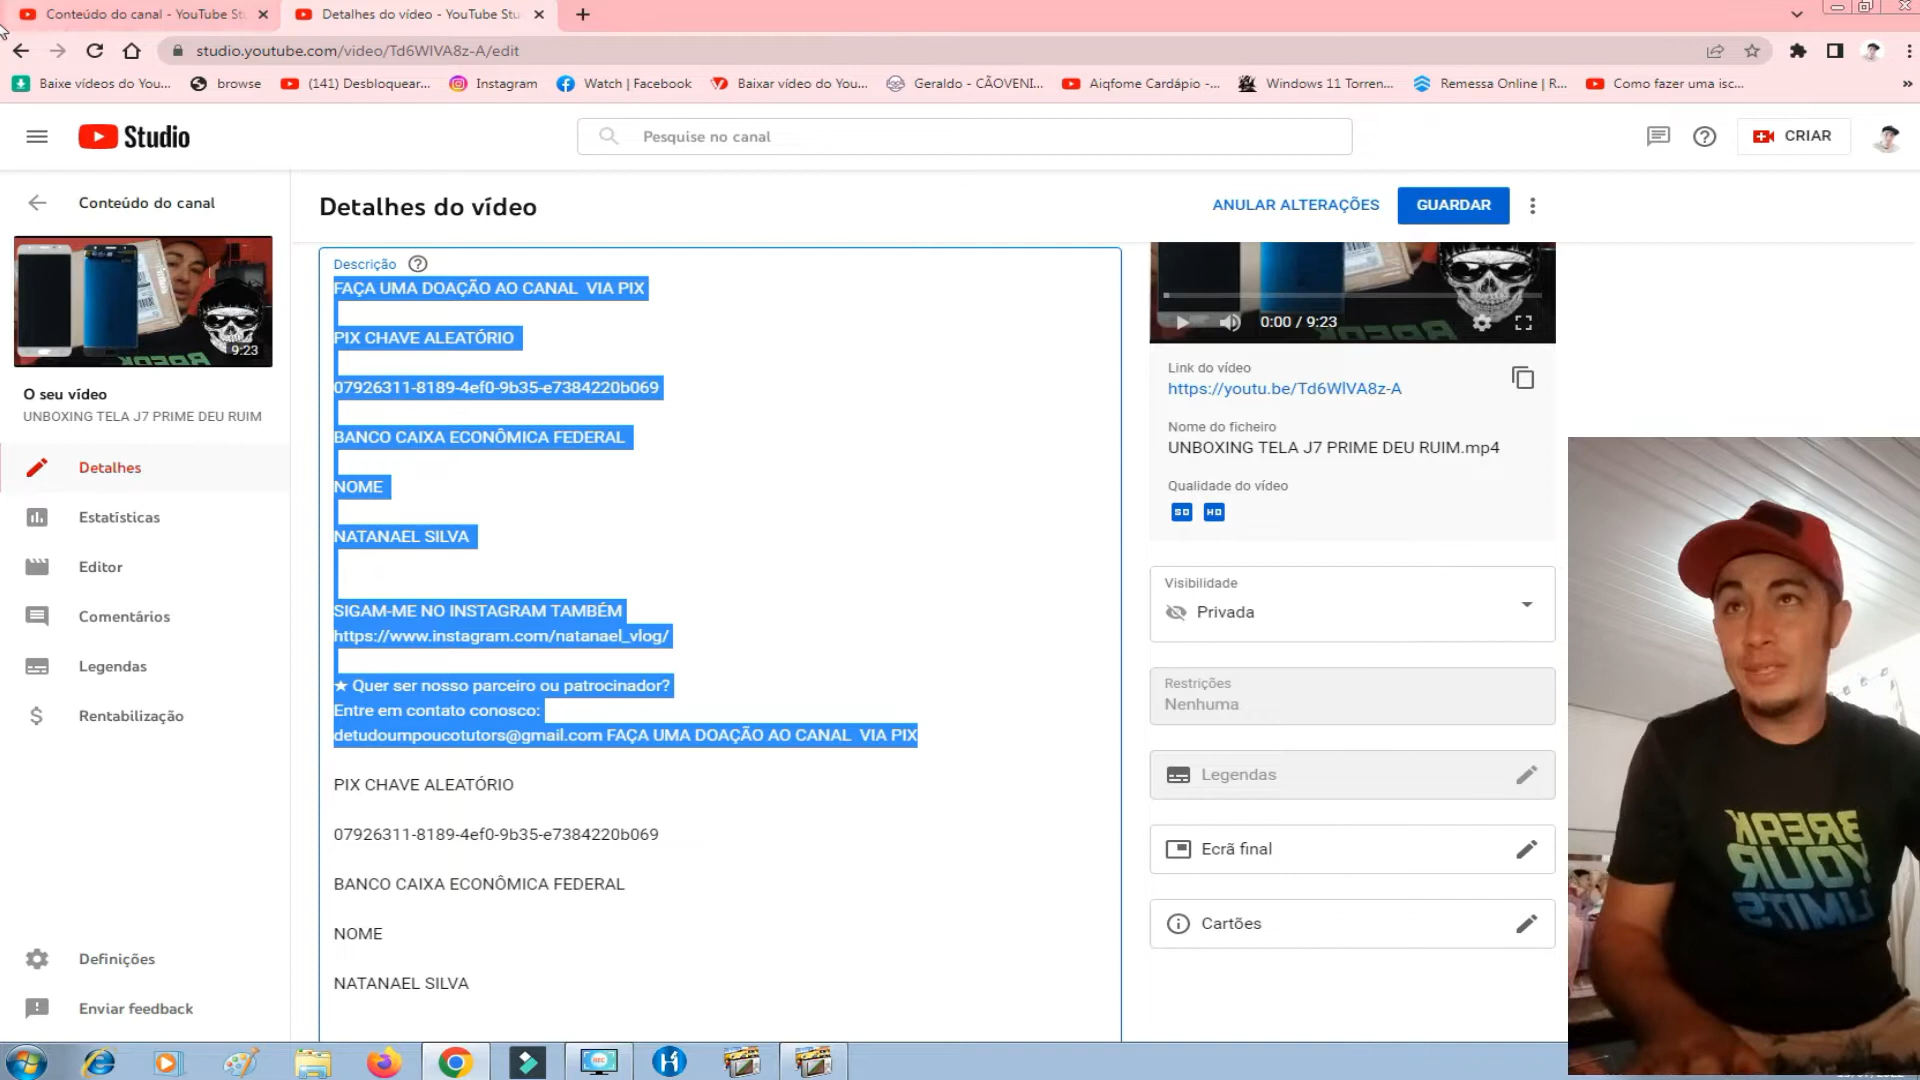 Conteúdo do canal - YouTube St
Detalhes do vídeo - YouTube Stu
studio.youtube.com/video/Td6WlVA8z-A/edit
Baixe vídeos do You...
browse
(141) Desbloquear...
Instagram
Watch | Facebook
Baixar vídeo do You...
Geraldo - CÃOVENI...
Aiqfome Cardápio -...
Windows 11 Torren...
Remessa Online | R...
Como fazer uma isc...
»
Studio
Pesquise no canal
CRIAR
Conteúdo do canal
Detalhes do vídeo
ANULAR ALTERAÇÕES
GUARDAR
9:23
O seu vídeo
UNBOXING TELA J7 PRIME DEU RUIM
Detalhes
Estatísticas
Editor
Comentários
Legendas
Rentabilização
Definições
Enviar feedback
Descrição
FAÇA UMA DOAÇÃO AO CANAL  VIA PIX
PIX CHAVE ALEATÓRIO
07926311-8189-4ef0-9b35-e7384220b069
BANCO CAIXA ECONÔMICA FEDERAL
NOME
NATANAEL SILVA
SIGAM-ME NO INSTAGRAM TAMBÉM
https://www.instagram.com/natanael_vlog/
★ Quer ser nosso parceiro ou patrocinador?
Entre em contato conosco:
detudoumpoucotutors@gmail.com FAÇA UMA DOAÇÃO AO CANAL  VIA PIX
PIX CHAVE ALEATÓRIO
07926311-8189-4ef0-9b35-e7384220b069
BANCO CAIXA ECONÔMICA FEDERAL
NOME
NATANAEL SILVA
0:00 / 9:23
Link do vídeo
https://youtu.be/Td6WlVA8z-A
Nome do ficheiro
UNBOXING TELA J7 PRIME DEU RUIM.mp4
Qualidade do vídeo
SD HD
Visibilidade
Privada
Restrições
Nenhuma
Legendas
Ecrã final
Cartões
BREAK
YOUR
LIMITS
REC